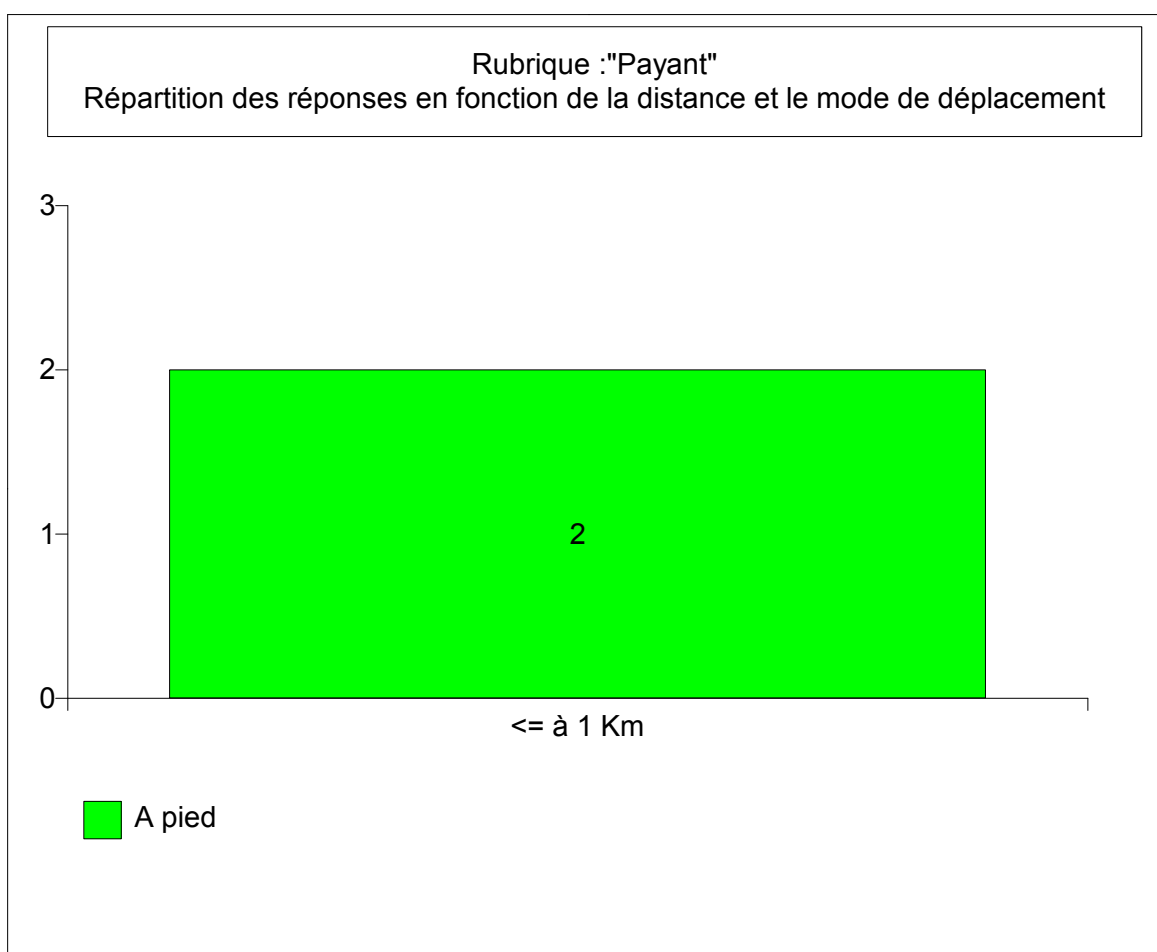 Rubrique :"Payant"
Répartition des réponses en fonction de la distance et le mode de déplacement
3
2
1
0
2
<= à 1 Km
A pied